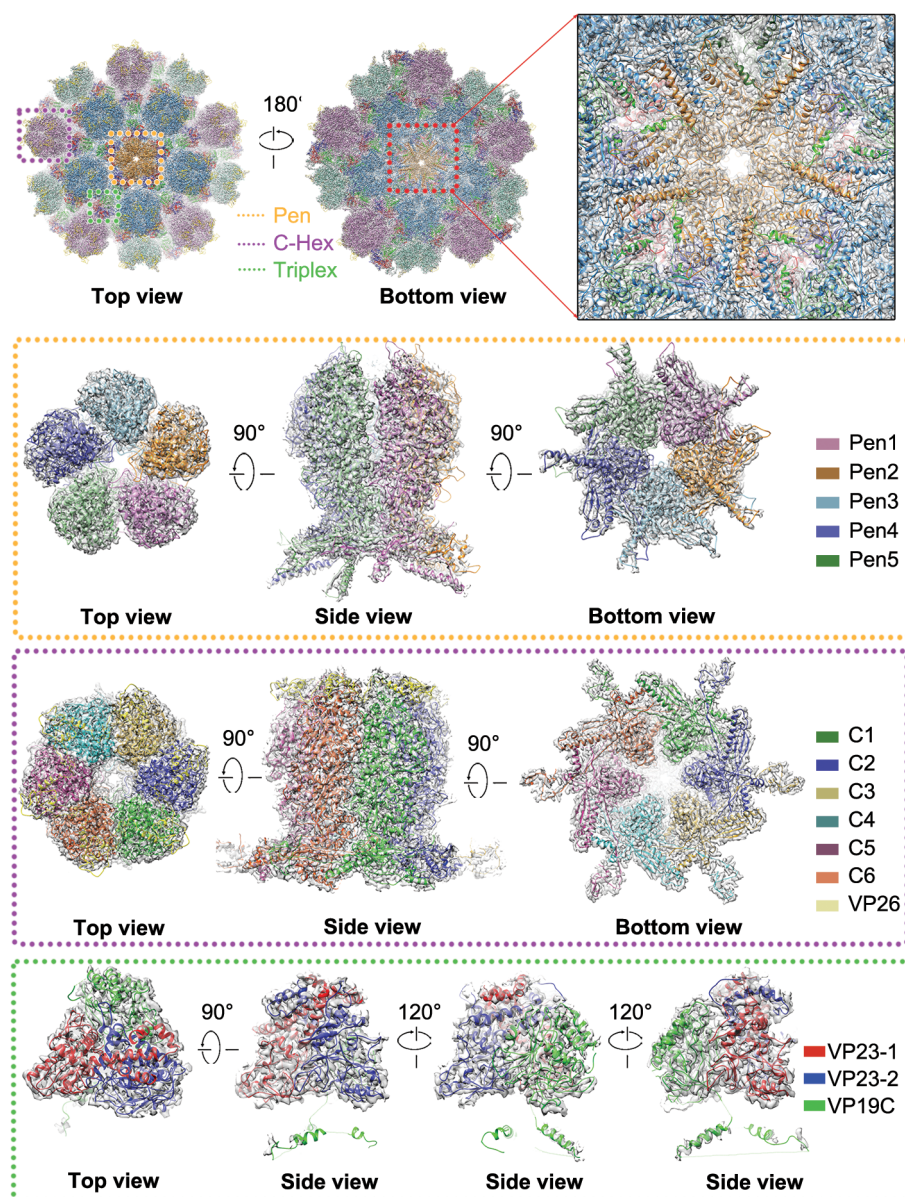 180‘
Pen
C-Hex
Triplex
Top view
Bottom view
90°
90°
Pen1
Pen2
Pen3
Pen4
Pen5
Top view
Side view
Bottom view
90°
90°
C1
C2
C3
C4
C5
C6
VP26
Top view
Side view
Bottom view
90°
120°
120°
VP23-1
VP23-2
VP19C
Top view
Side view
Side view
Side view